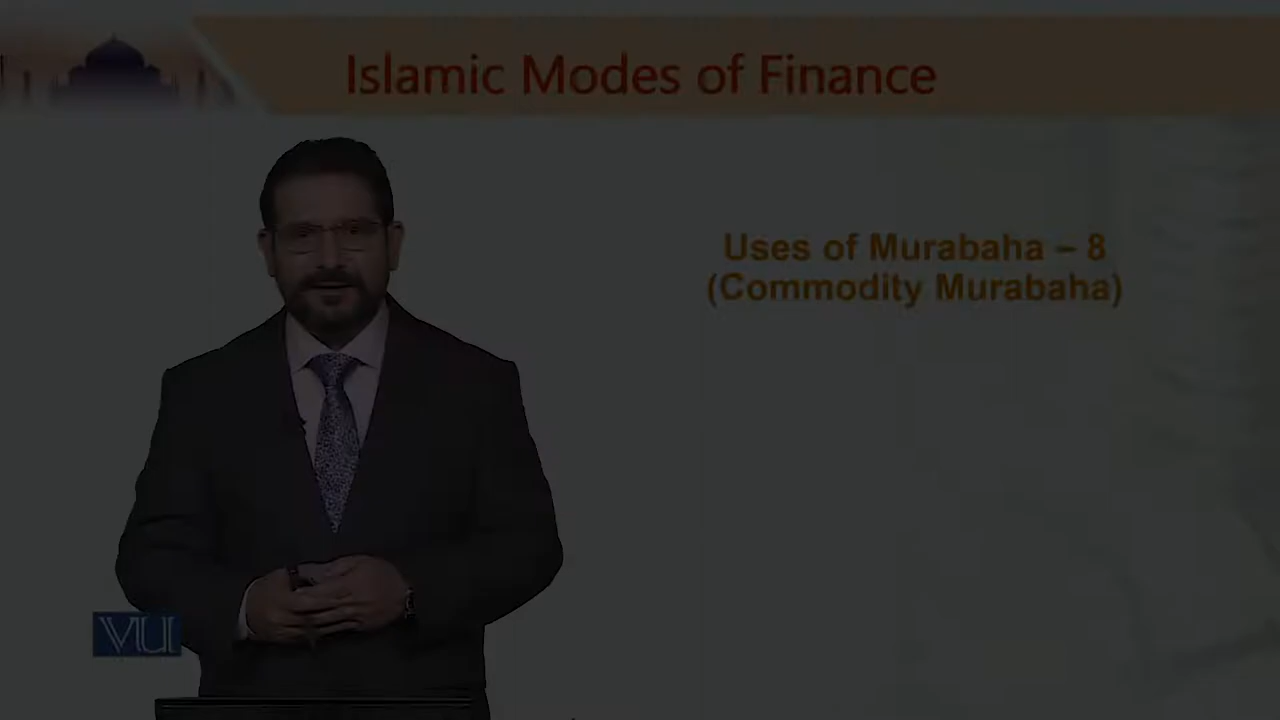 Islamic Modes of Finance
Uses of Murabaha – 8
(Commodity Murabaha)
VU